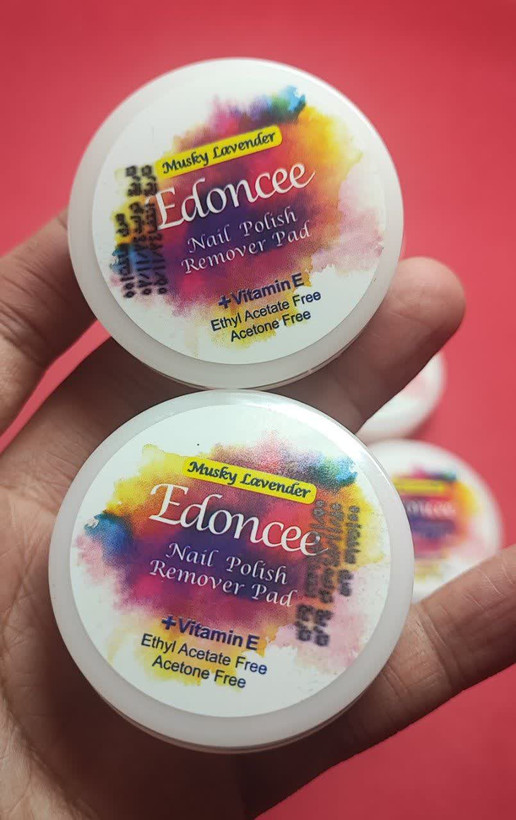 Musky Lavender
Edoncee
Nail Polish
Remover Pad
+Vitamin E
Ethyl Acetate Free
Acetone Free
Musky Lavender
Edoncee
Nail Polish
Remover Pad
+Vitamin E
Ethyl Acetate Free
Acetone Free